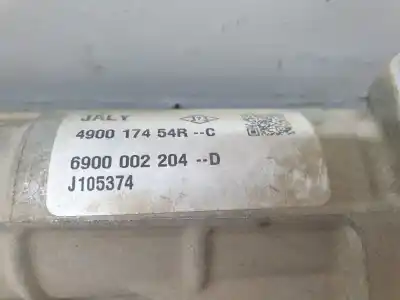 JALY
4900 174 54R --C
6900 002 204 --D
J105374